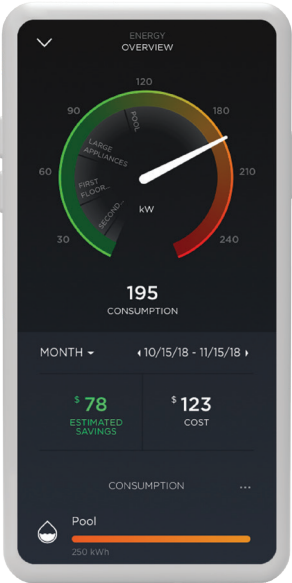 ENERGY
OVERVIEW
120
90
180
POOL
LARGE
APPLIANCES
60
210
FIRST
FLOOR...
kW
SECOND...
30
240
195
CONSUMPTION
MONTH
10/15/18 - 11/15/18
$ 78
$ 123
ESTIMATED
SAVINGS
COST
CONSUMPTION
...
Pool
250 kWh